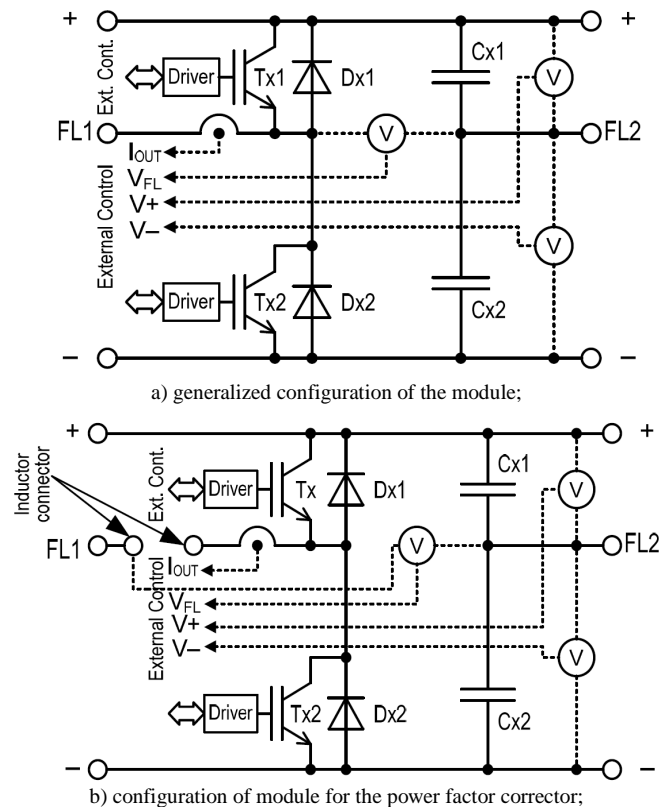 + +
Ext. Cont.
Driver Tx1 Dx1 Cx1 V
FL1 V FL2
IOUT
VFL
V+
V–
External Control
V
Driver Tx2 Dx2 Cx2
– –
a) generalized configuration of the module;
+ +
Inductor
connector
Ext. Cont.
Driver Tx Dx1 Cx1 V
FL1 V FL2
IOUT
VFL
V+
V–
External Control
V
Driver Tx2 Dx2 Cx2
– –
b) configuration of module for the power factor corrector;